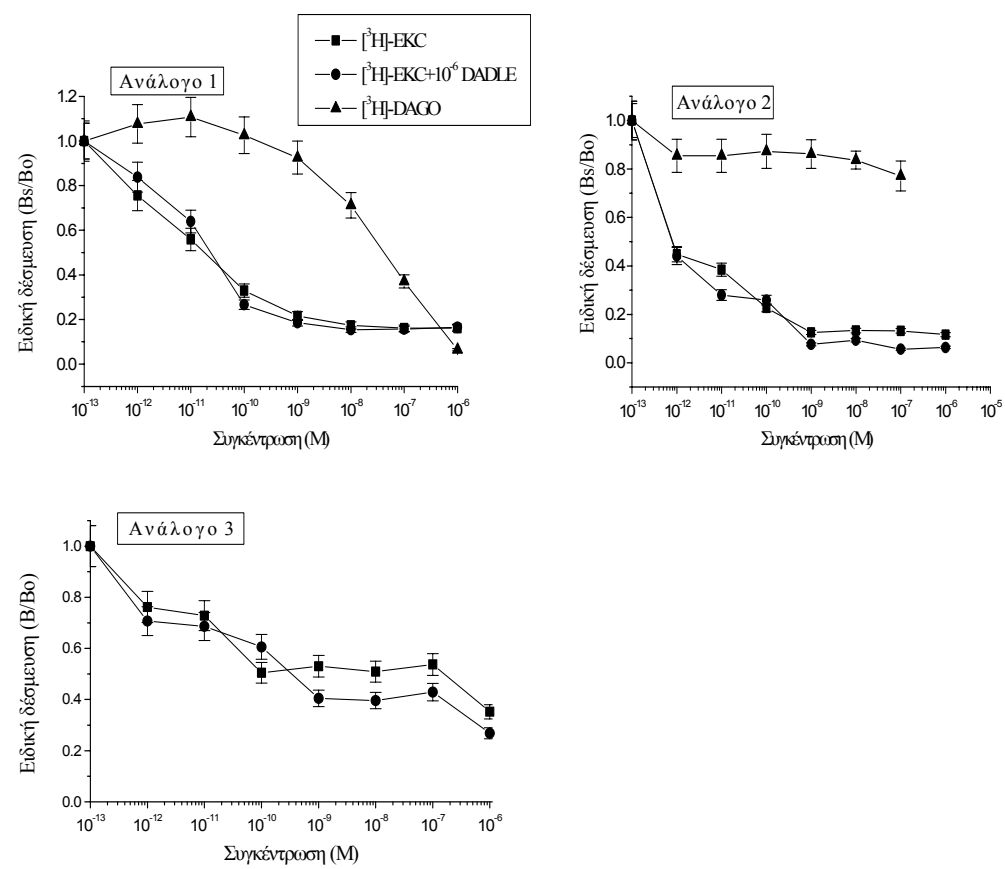 [³H]-EKC
[³H]-EKC+10⁻⁶ DADLE
[³H]-DAGO
Ανάλογο 1
1.2
1.0
0.8
0.6
0.4
0.2
0.0
Ειδική δέσμευση (Bs/Bo)
10⁻¹³ 10⁻¹² 10⁻¹¹ 10⁻¹⁰ 10⁻⁹ 10⁻⁸ 10⁻⁷ 10⁻⁶
Συγκέντρωση (M)
Ανάλογο 2
1.0
0.8
0.6
0.4
0.2
0.0
Ειδική δέσμευση (Bs/Bo)
10⁻¹³ 10⁻¹² 10⁻¹¹ 10⁻¹⁰ 10⁻⁹ 10⁻⁸ 10⁻⁷ 10⁻⁶ 10⁻⁵
Συγκέντρωση (M)
Ανάλογο 3
1.0
0.8
0.6
0.4
0.2
0.0
Ειδική δέσμευση (B/Bo)
10⁻¹³ 10⁻¹² 10⁻¹¹ 10⁻¹⁰ 10⁻⁹ 10⁻⁸ 10⁻⁷ 10⁻⁶
Συγκέντρωση (M)